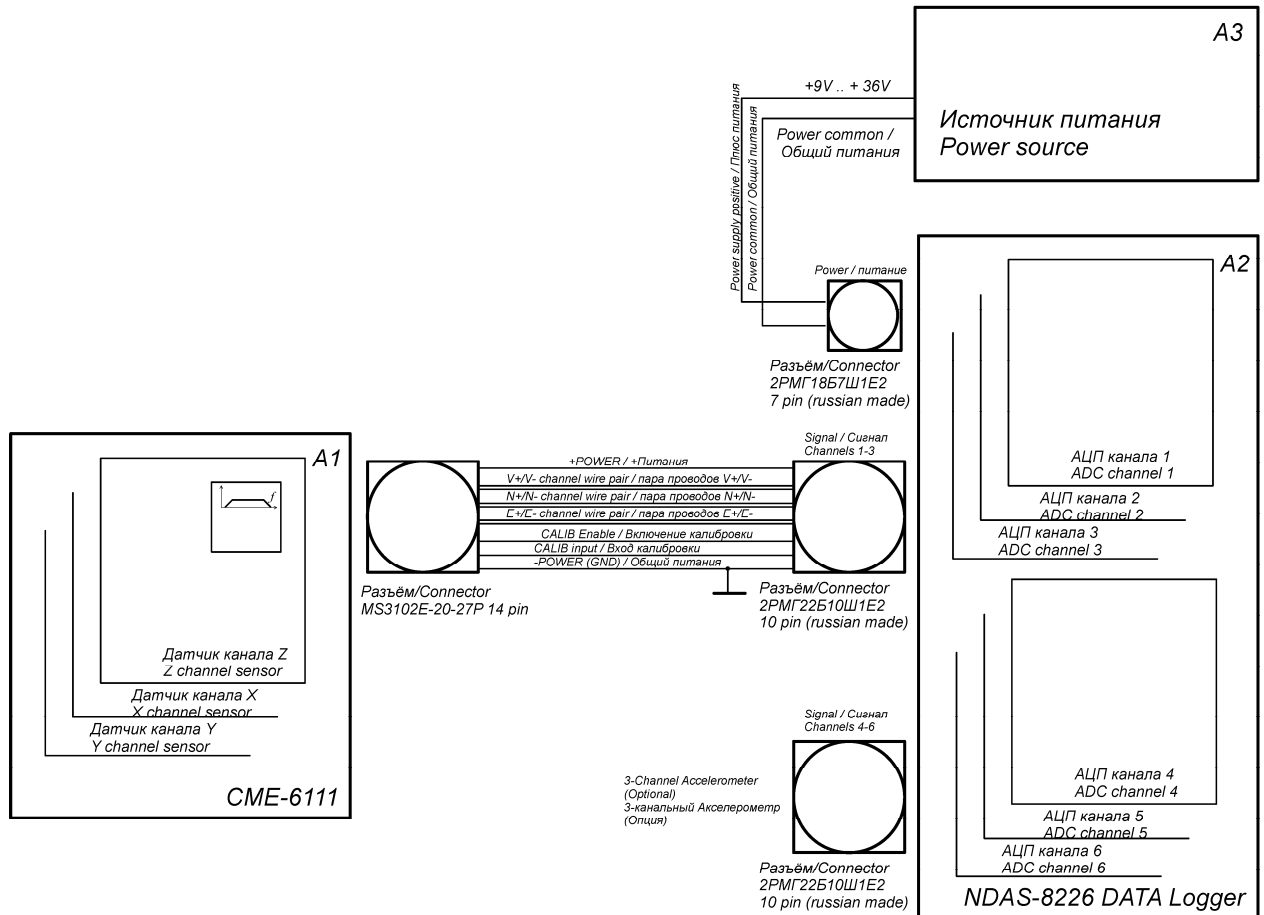 A3
+9V .. + 36V
Источник питания
Power source
Power common /
Общий питания
Power supply positive / Плюс питания
Power common / Общий питания
A2
Power / питание
Разъём/Connector
2РМГ18Б7Ш1Е2
7 pin (russian made)
АЦП канала 1
ADC channel 1
АЦП канала 2
ADC channel 2
АЦП канала 3
ADC channel 3
Signal / Сигнал
Channels 1-3
A1
f
+POWER / +Питания
V+/V- channel wire pair / пара проводов V+/V-
N+/N- channel wire pair / пара проводов N+/N-
E+/E- channel wire pair / пара проводов E+/E-
CALIB Enable / Включение калибровки
CALIB input / Вход калибровки
-POWER (GND) / Общий питания
Разъём/Connector
MS3102E-20-27P 14 pin
Разъём/Connector
2РМГ22Б10Ш1Е2
10 pin (russian made)
Датчик канала Z
Z channel sensor
Датчик канала X
X channel sensor
Датчик канала Y
Y channel sensor
CME-6111
Signal / Сигнал
Channels 4-6
3-Channel Accelerometer
(Optional)
3-канальный Акселерометр
(Опция)
Разъём/Connector
2РМГ22Б10Ш1Е2
10 pin (russian made)
АЦП канала 4
ADC channel 4
АЦП канала 5
ADC channel 5
АЦП канала 6
ADC channel 6
NDAS-8226 DATA Logger